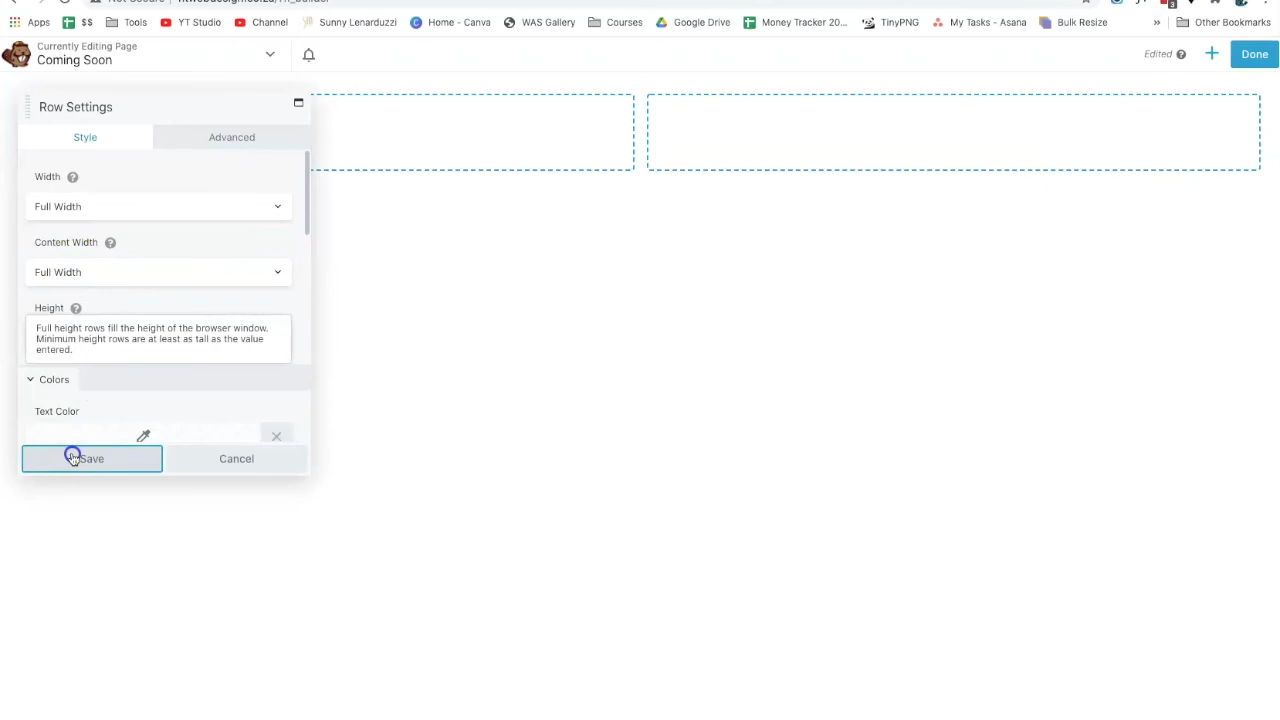 Apps $$ Tools YT Studio Channel Sunny Lenarduzzi Home - Canva WAS Gallery Courses Google Drive Money Tracker 20... TinyPNG My Tasks - Asana Bulk Resize » Other Bookmarks
Currently Editing Page
Coming Soon
Edited ? + Done
Row Settings
Style Advanced
Width ?
Full Width
Content Width ?
Full Width
Height ?
Full height rows fill the height of the browser window.
Minimum height rows are at least as tall as the value
entered.
Colors
Text Color
Save Cancel